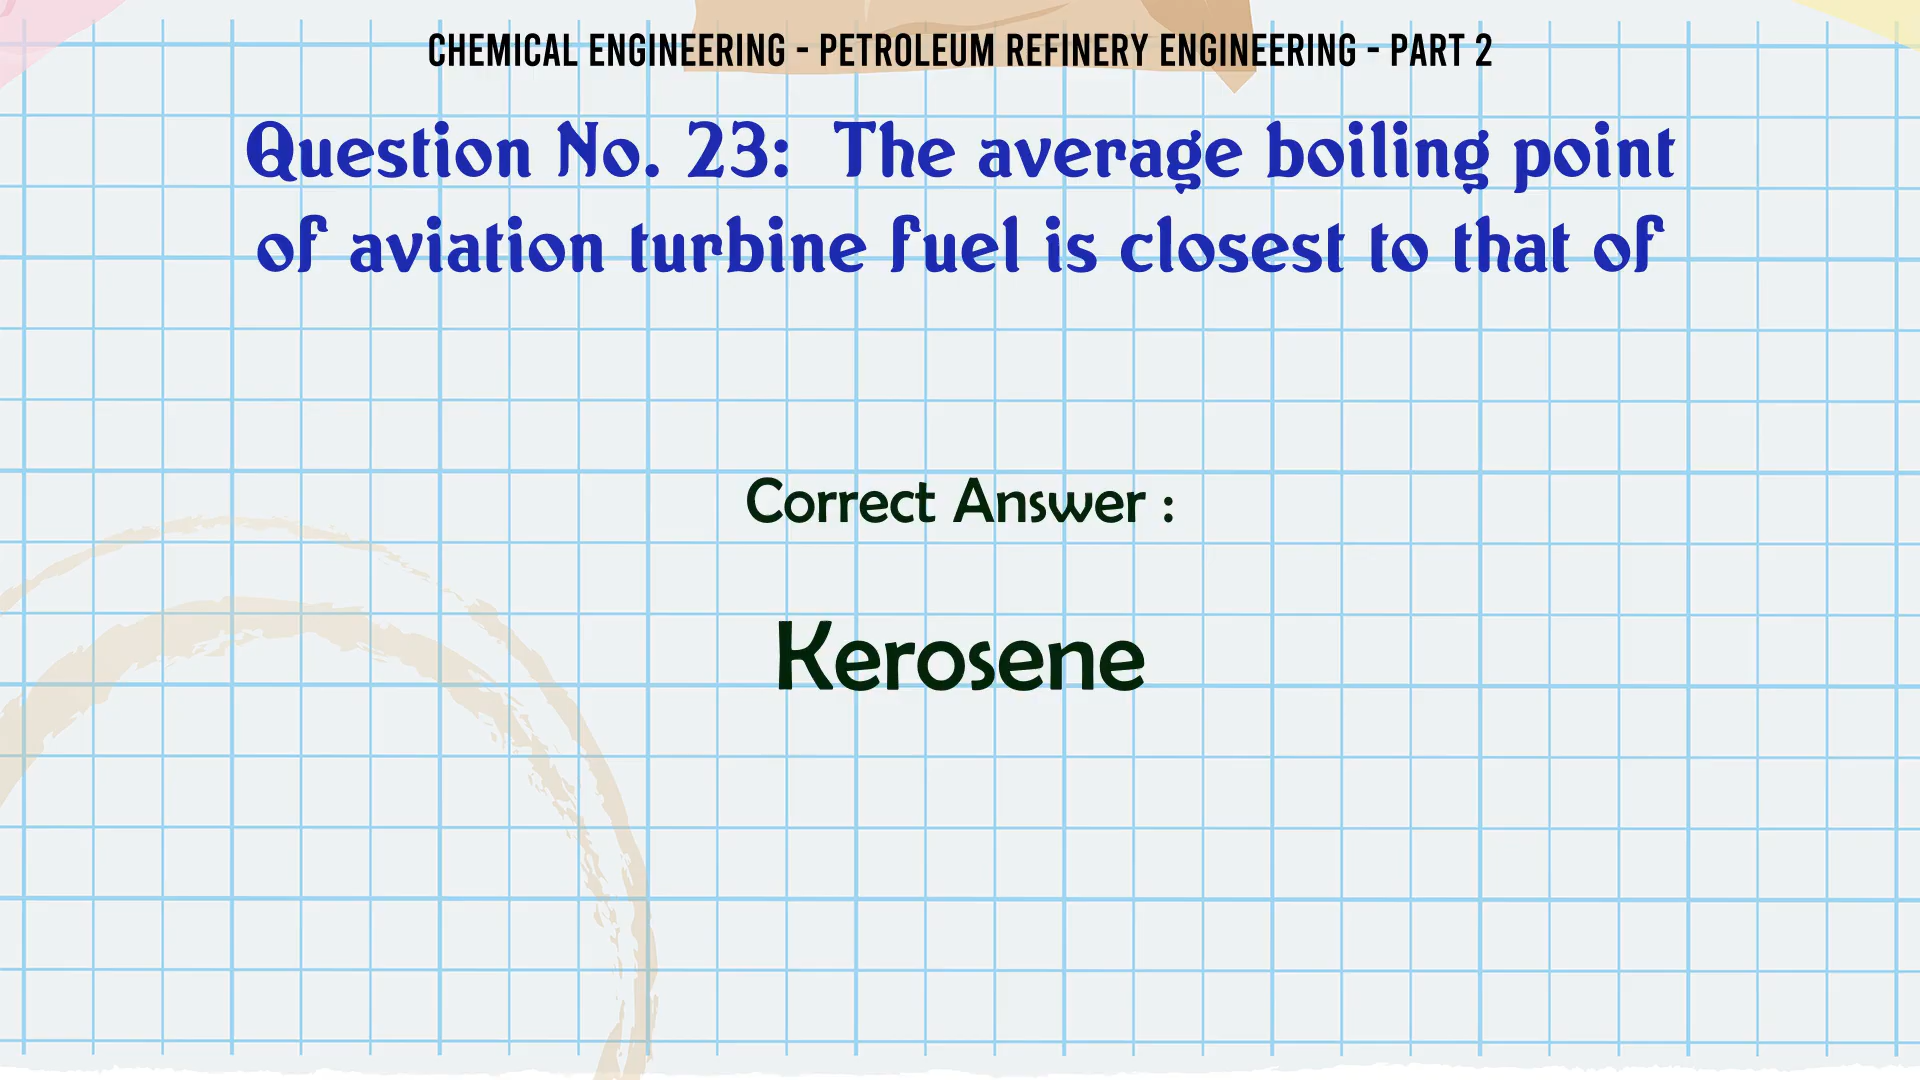 CHEMICAL ENGINEERING - PETROLEUM REFINERY ENGINEERING - PART 2
Question No. 23: The average boiling point
of aviation turbine fuel is closest to that of
Correct Answer :
Kerosene